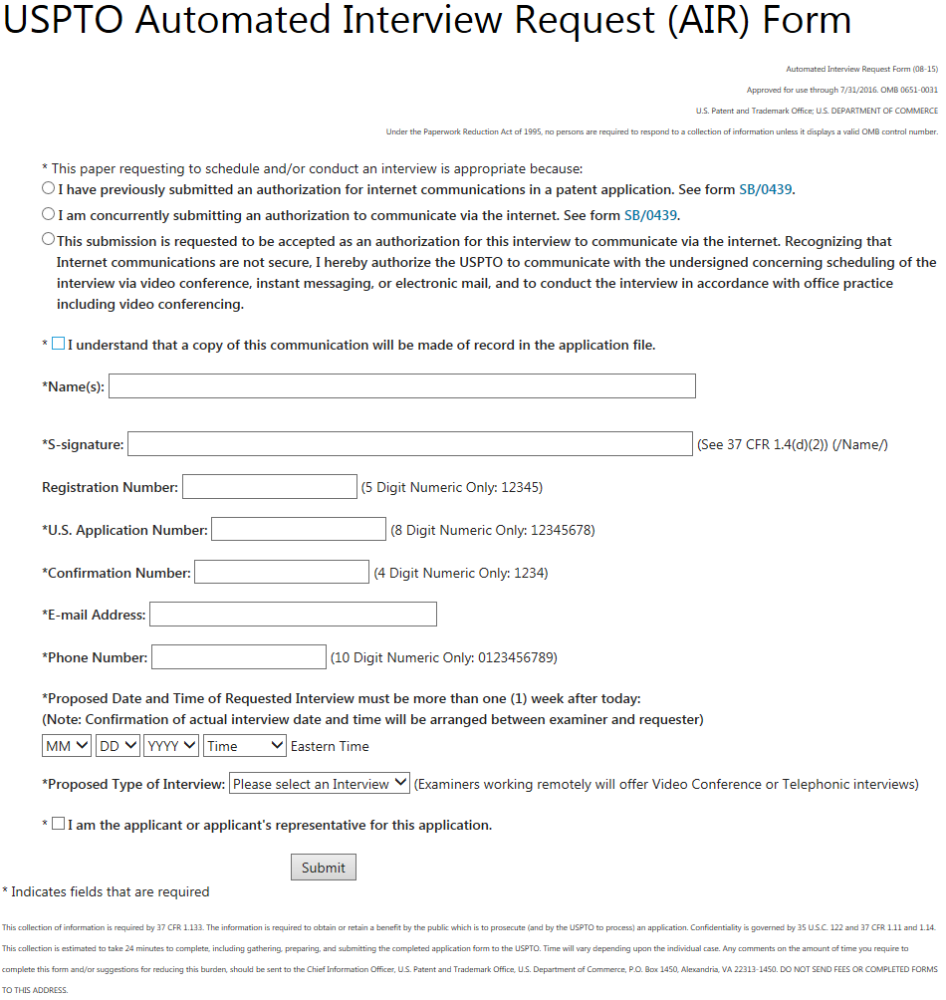 USPTO Automated Interview Request (AIR) Form
Automated Interview Request Form (08-15)
Approved for use through 7/31/2016. OMB 0651-0031
U.S. Patent and Trademark Office; U.S. DEPARTMENT OF COMMERCE
Under the Paperwork Reduction Act of 1995, no persons are required to respond to a collection of information unless it displays a valid OMB control number.
* This paper requesting to schedule and/or conduct an interview is appropriate because:
I have previously submitted an authorization for internet communications in a patent application. See form SB/0439.
I am concurrently submitting an authorization to communicate via the internet. See form SB/0439.
This submission is requested to be accepted as an authorization for this interview to communicate via the internet. Recognizing that
Internet communications are not secure, I hereby authorize the USPTO to communicate with the undersigned concerning scheduling of the
interview via video conference, instant messaging, or electronic mail, and to conduct the interview in accordance with office practice
including video conferencing.
* I understand that a copy of this communication will be made of record in the application file.
*Name(s):
*S-signature: (See 37 CFR 1.4(d)(2)) (/Name/)
Registration Number: (5 Digit Numeric Only: 12345)
*U.S. Application Number: (8 Digit Numeric Only: 12345678)
*Confirmation Number: (4 Digit Numeric Only: 1234)
*E-mail Address:
*Phone Number: (10 Digit Numeric Only: 0123456789)
*Proposed Date and Time of Requested Interview must be more than one (1) week after today:
(Note: Confirmation of actual interview date and time will be arranged between examiner and requester)
MM DD YYYY Time Eastern Time
*Proposed Type of Interview: Please select an Interview (Examiners working remotely will offer Video Conference or Telephonic interviews)
* I am the applicant or applicant's representative for this application.
Submit
* Indicates fields that are required
This collection of information is required by 37 CFR 1.133. The information is required to obtain or retain a benefit by the public which is to prosecute (and by the USPTO to process) an application. Confidentiality is governed by 35 U.S.C. 122 and 37 CFR 1.11 and 1.14.
This collection is estimated to take 24 minutes to complete, including gathering, preparing, and submitting the completed application form to the USPTO. Time will vary depending upon the individual case. Any comments on the amount of time you require to
complete this form and/or suggestions for reducing this burden, should be sent to the Chief Information Officer, U.S. Patent and Trademark Office, U.S. Department of Commerce, P.O. Box 1450, Alexandria, VA 22313-1450. DO NOT SEND FEES OR COMPLETED FORMS
TO THIS ADDRESS.